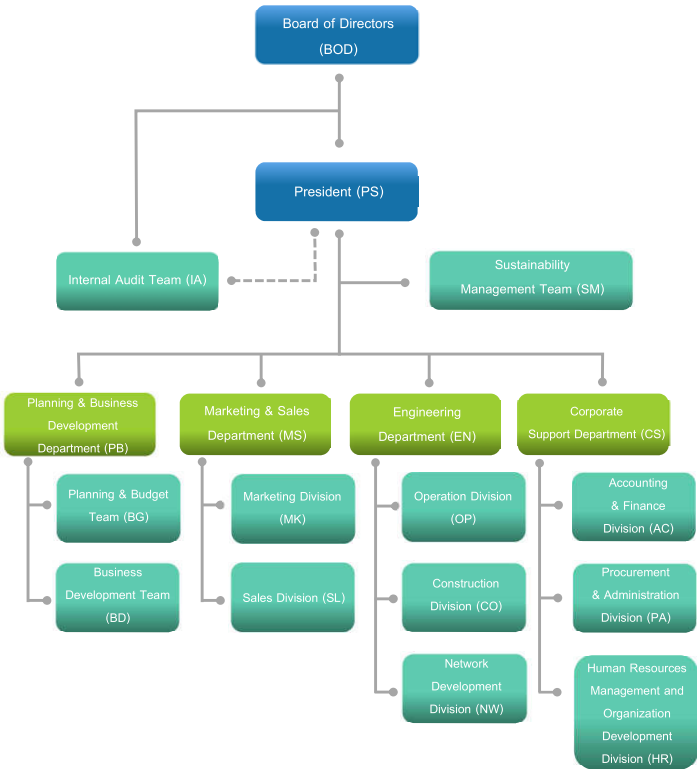 Board of Directors
(BOD)
President (PS)
Internal Audit Team (IA)
Sustainability
Management Team (SM)
Planning & Business
Development
Department (PB)
Marketing & Sales
Department (MS)
Engineering
Department (EN)
Corporate
Support Department (CS)
Planning & Budget
Team (BG)
Business
Development Team
(BD)
Marketing Division
(MK)
Sales Division (SL)
Operation Division
(OP)
Construction
Division (CO)
Network
Development
Division (NW)
Accounting
& Finance
Division (AC)
Procurement
& Administration
Division (PA)
Human Resources
Management and
Organization
Development
Division (HR)